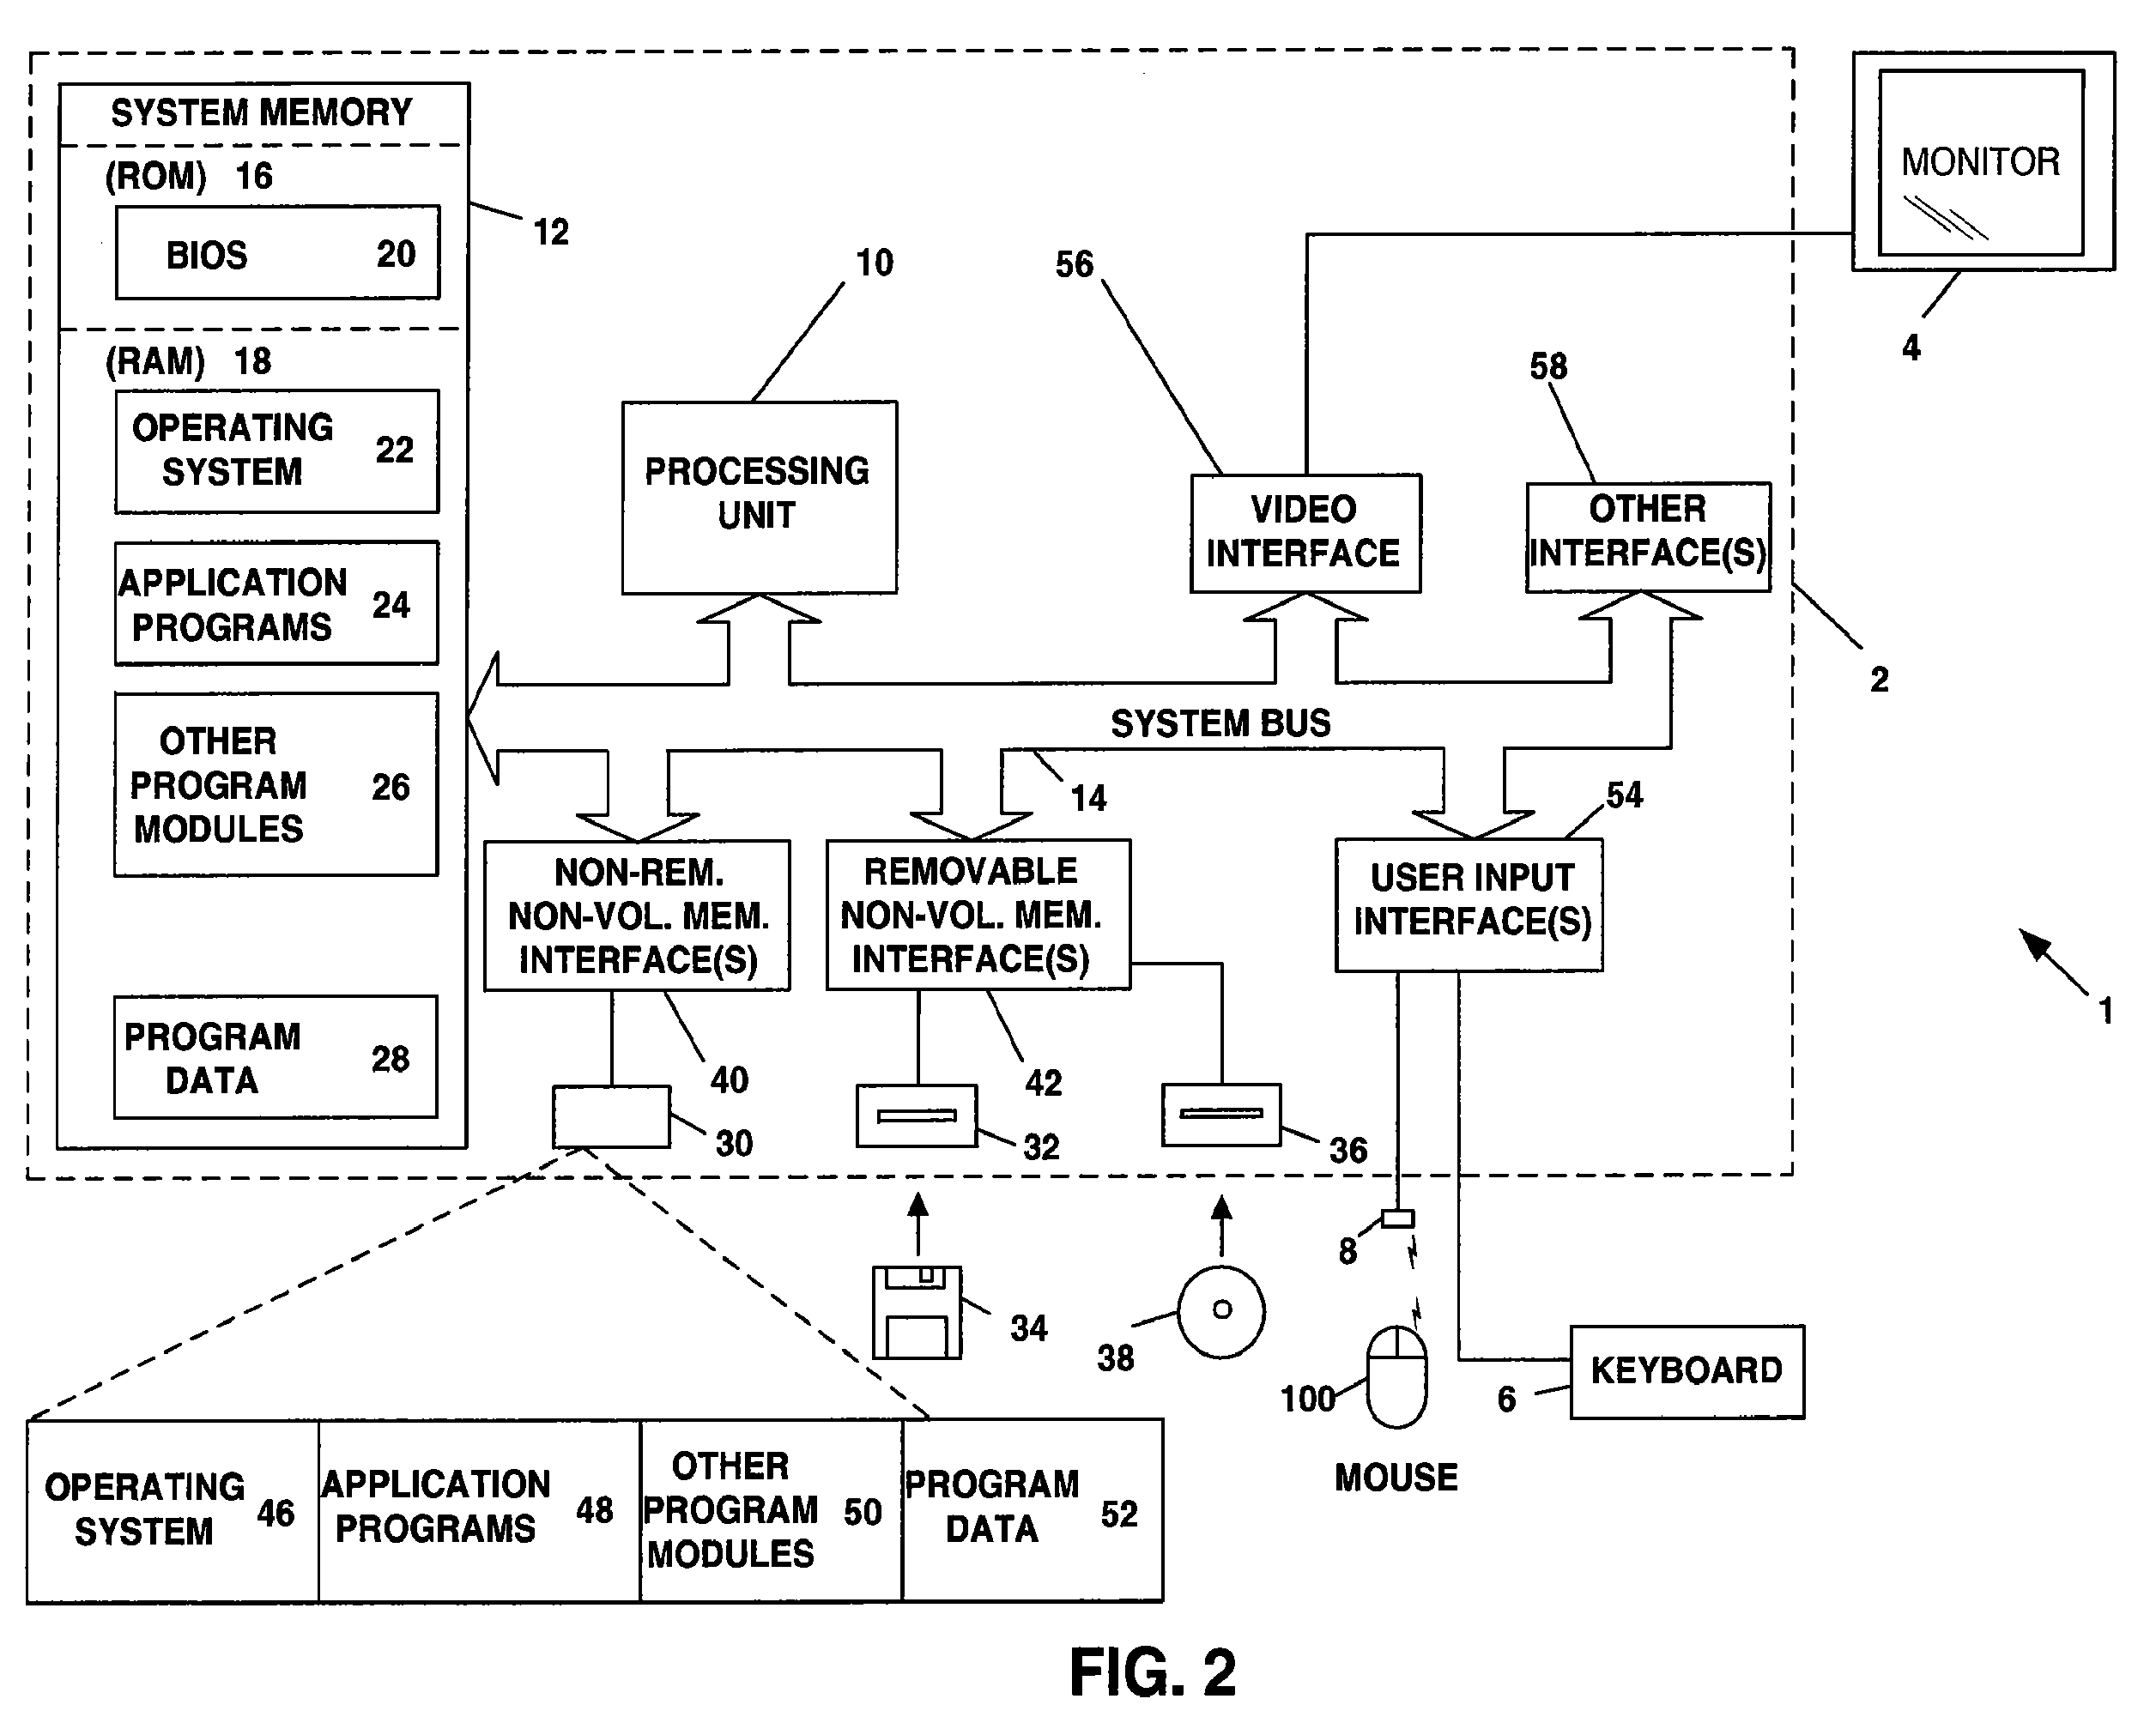 SYSTEM MEMORY
(ROM) 16
BIOS 20
12
(RAM) 18
OPERATING
SYSTEM
22
APPLICATION
PROGRAMS
24
OTHER
PROGRAM
MODULES
26
PROGRAM
DATA
28
10
PROCESSING
UNIT
56
VIDEO
INTERFACE
58
OTHER
INTERFACE(S)
MONITOR
4
2
SYSTEM BUS
14
54
NON-REM.
NON-VOL. MEM.
INTERFACE(S)
REMOVABLE
NON-VOL. MEM.
INTERFACE(S)
USER INPUT
INTERFACE(S)
1
40
42
30
32
36
8
34
38
100
MOUSE
6
KEYBOARD
OPERATING
SYSTEM
46
APPLICATION
PROGRAMS
48
OTHER
PROGRAM
MODULES
50
PROGRAM
DATA
52
FIG. 2